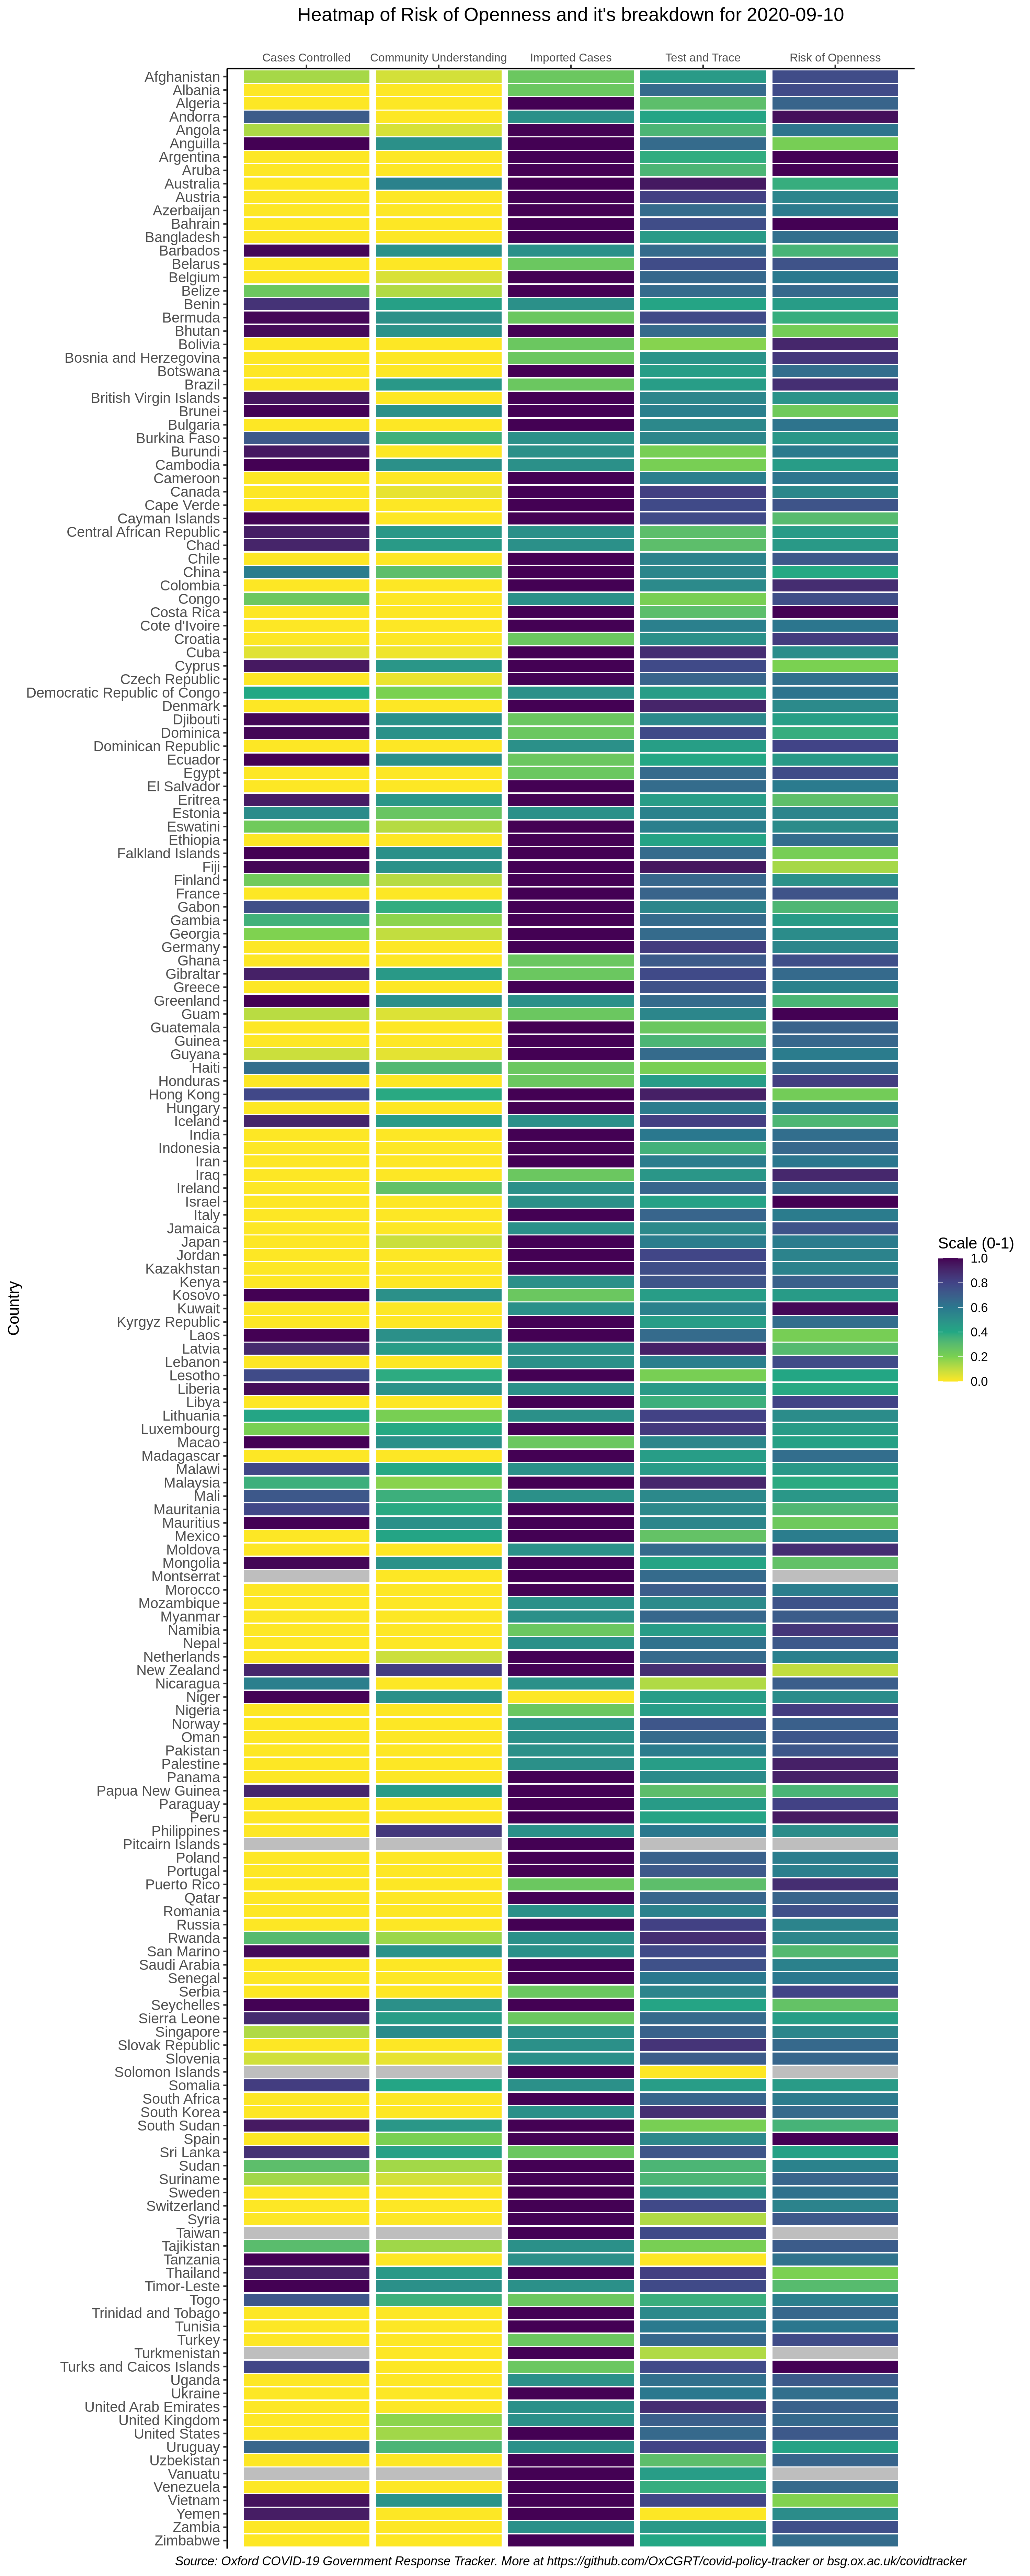 Heatmap of Risk of Openness and it's breakdown for 2020-09-10
Cases Controlled Community Understanding Imported Cases Test and Trace Risk of Openness
Afghanistan
Albania
Algeria
Andorra
Angola
Anguilla
Argentina
Aruba
Australia
Austria
Azerbaijan
Bahrain
Bangladesh
Barbados
Belarus
Belgium
Belize
Benin
Bermuda
Bhutan
Bolivia
Bosnia and Herzegovina
Botswana
Brazil
British Virgin Islands
Brunei
Bulgaria
Burkina Faso
Burundi
Cambodia
Cameroon
Canada
Cape Verde
Cayman Islands
Central African Republic
Chad
Chile
China
Colombia
Congo
Costa Rica
Cote d'Ivoire
Croatia
Cuba
Cyprus
Czech Republic
Democratic Republic of Congo
Denmark
Djibouti
Dominica
Dominican Republic
Ecuador
Egypt
El Salvador
Eritrea
Estonia
Eswatini
Ethiopia
Falkland Islands
Fiji
Finland
France
Gabon
Gambia
Georgia
Germany
Ghana
Gibraltar
Greece
Greenland
Guam
Guatemala
Guinea
Guyana
Haiti
Honduras
Hong Kong
Hungary
Iceland
India
Indonesia
Iran
Iraq
Ireland
Israel
Italy
Jamaica
Japan
Jordan
Kazakhstan
Kenya
Kosovo
Kuwait
Kyrgyz Republic
Laos
Latvia
Lebanon
Lesotho
Liberia
Libya
Lithuania
Luxembourg
Macao
Madagascar
Malawi
Malaysia
Mali
Mauritania
Mauritius
Mexico
Moldova
Mongolia
Montserrat
Morocco
Mozambique
Myanmar
Namibia
Nepal
Netherlands
New Zealand
Nicaragua
Niger
Nigeria
Norway
Oman
Pakistan
Palestine
Panama
Papua New Guinea
Paraguay
Peru
Philippines
Pitcairn Islands
Poland
Portugal
Puerto Rico
Qatar
Romania
Russia
Rwanda
San Marino
Saudi Arabia
Senegal
Serbia
Seychelles
Sierra Leone
Singapore
Slovak Republic
Slovenia
Solomon Islands
Somalia
South Africa
South Korea
South Sudan
Spain
Sri Lanka
Sudan
Suriname
Sweden
Switzerland
Syria
Taiwan
Tajikistan
Tanzania
Thailand
Timor-Leste
Togo
Trinidad and Tobago
Tunisia
Turkey
Turkmenistan
Turks and Caicos Islands
Uganda
Ukraine
United Arab Emirates
United Kingdom
United States
Uruguay
Uzbekistan
Vanuatu
Venezuela
Vietnam
Yemen
Zambia
Zimbabwe
Country
Scale (0-1)
1.0
0.8
0.6
0.4
0.2
0.0
Source: Oxford COVID-19 Government Response Tracker. More at https://github.com/OxCGRT/covid-policy-tracker or bsg.ox.ac.uk/covidtracker